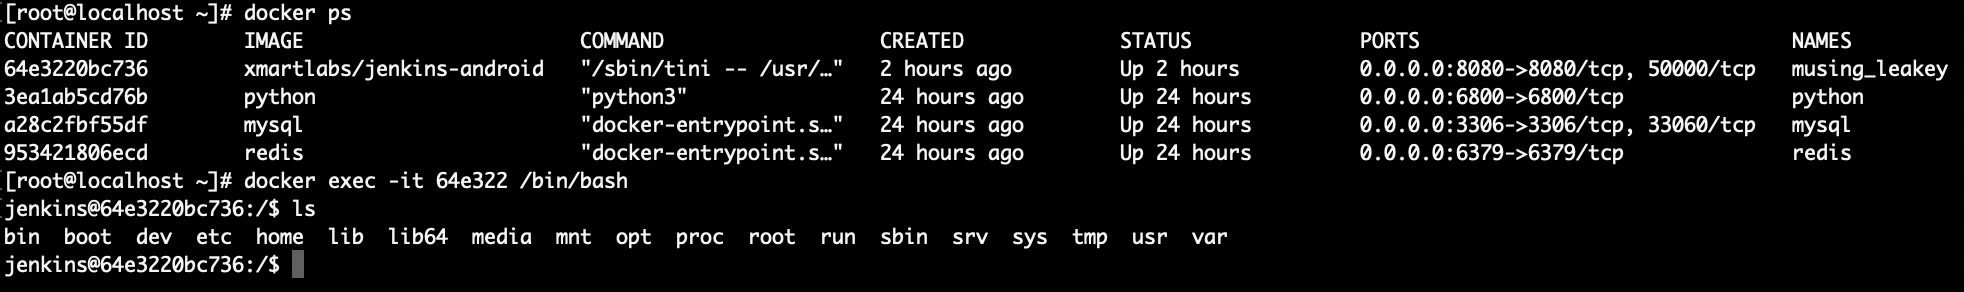 [root@localhost ~]# docker ps
CONTAINER ID        IMAGE                       COMMAND                  CREATED             STATUS              PORTS                               NAMES
64e3220bc736        xmartlabs/jenkins-android   "/sbin/tini -- /usr/…"   2 hours ago         Up 2 hours          0.0.0.0:8080->8080/tcp, 50000/tcp   musing_leakey
3ea1ab5cd76b        python                      "python3"                24 hours ago        Up 24 hours         0.0.0.0:6800->6800/tcp              python
a28c2fbf55df        mysql                       "docker-entrypoint.s…"   24 hours ago        Up 24 hours         0.0.0.0:3306->3306/tcp, 33060/tcp   mysql
953421806ecd        redis                       "docker-entrypoint.s…"   24 hours ago        Up 24 hours         0.0.0.0:6379->6379/tcp              redis
[root@localhost ~]# docker exec -it 64e322 /bin/bash
jenkins@64e3220bc736:/$ ls
bin  boot  dev  etc  home  lib  lib64  media  mnt  opt  proc  root  run  sbin  srv  sys  tmp  usr  var
jenkins@64e3220bc736:/$